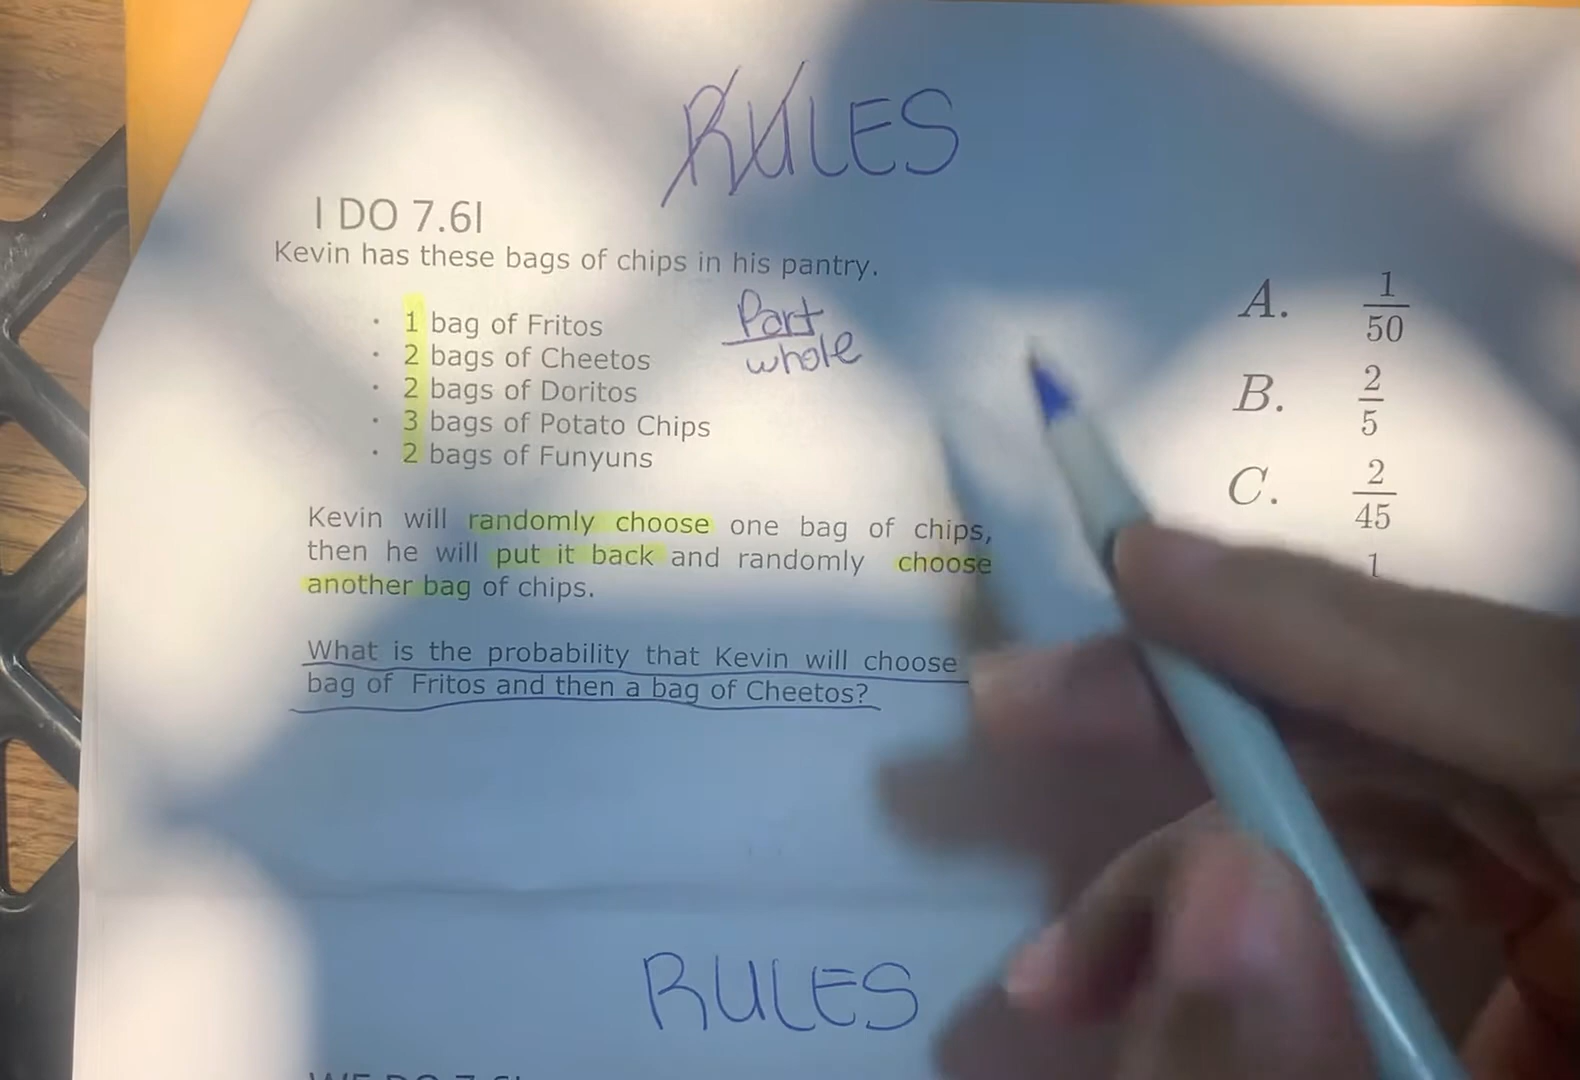 RULES
I DO 7.6I
Kevin has these bags of chips in his pantry.
· 1 bag of Fritos
· 2 bags of Cheetos
· 2 bags of Doritos
· 3 bags of Potato Chips
· 2 bags of Funyuns
Part
whole
Kevin will randomly choose one bag of chips,
then he will put it back and randomly choose
another bag of chips.
What is the probability that Kevin will choose
bag of Fritos and then a bag of Cheetos?
A. 1/50
B. 2/5
C. 2/45
1
RULES